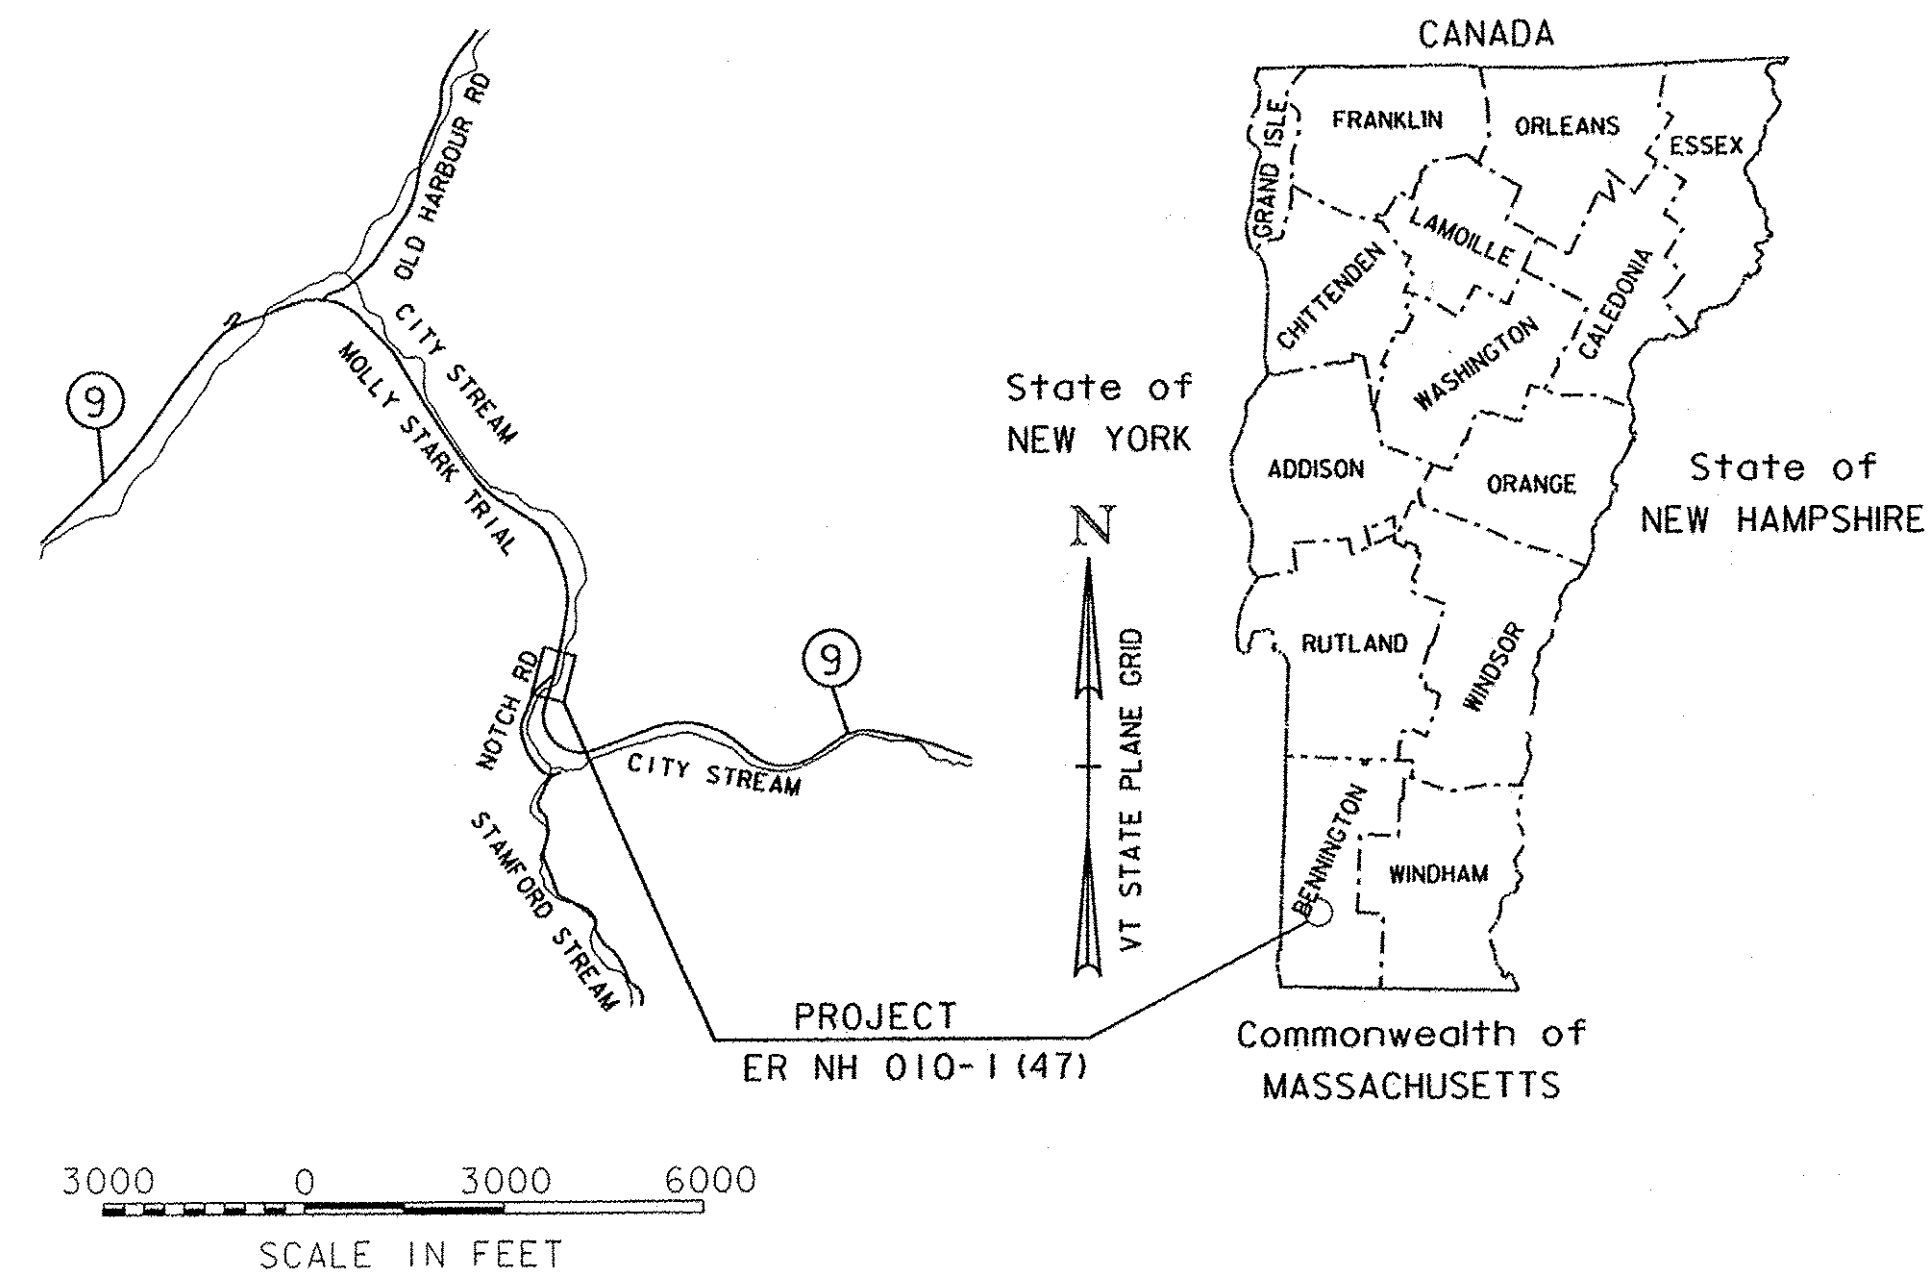 CANADA
GRAND ISLE
FRANKLIN
ORLEANS
ESSEX
LAMOILLE
CHITTENDEN
CALEDONIA
WASHINGTON
State of
NEW YORK
ADDISON
ORANGE
State of
NEW HAMPSHIRE
RUTLAND
WINDSOR
BENNINGTON
WINDHAM
Commonwealth of
MASSACHUSETTS
OLD HARBOUR RD
CITY STREAM
MOLLY STARK TRIAL
9
NOTCH RD
9
CITY STREAM
STAMFORD STREAM
N
VT STATE PLANE GRID
PROJECT
ER NH 010-1 (47)
3000 0 3000 6000
SCALE IN FEET